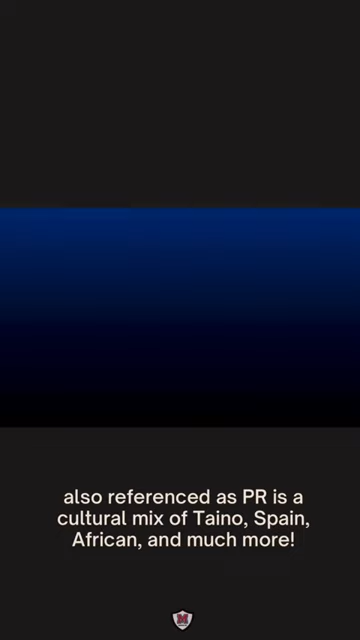 also referenced as PR is a
cultural mix of Taino, Spain,
African, and much more!
M